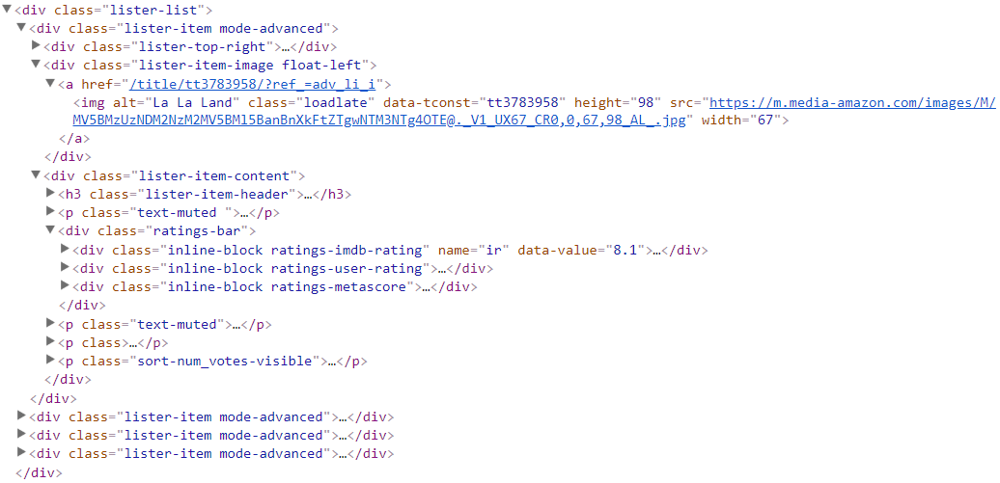 ▼<div class="lister-list">
▼<div class="lister-item mode-advanced">
▶<div class="lister-top-right">…</div>
▼<div class="lister-item-image float-left">
▼<a href="/title/tt3783958/?ref_=adv_li_i">
<img alt="La La Land" class="loadlate" data-tconst="tt3783958" height="98" src="https://m.media-amazon.com/images/M/
MV5BMzUzNDM2NzM2MV5BMl5BanBnXkFtZTgwNTM3NTg4OTE@._V1_UX67_CR0,0,67,98_AL_.jpg" width="67">
</a>
</div>
▼<div class="lister-item-content">
▶<h3 class="lister-item-header">…</h3>
▶<p class="text-muted ">…</p>
▼<div class="ratings-bar">
▶<div class="inline-block ratings-imdb-rating" name="ir" data-value="8.1">…</div>
▶<div class="inline-block ratings-user-rating">…</div>
▶<div class="inline-block ratings-metascore">…</div>
</div>
▶<p class="text-muted">…</p>
▶<p class>…</p>
▶<p class="sort-num_votes-visible">…</p>
</div>
</div>
▶<div class="lister-item mode-advanced">…</div>
▶<div class="lister-item mode-advanced">…</div>
▶<div class="lister-item mode-advanced">…</div>
</div>